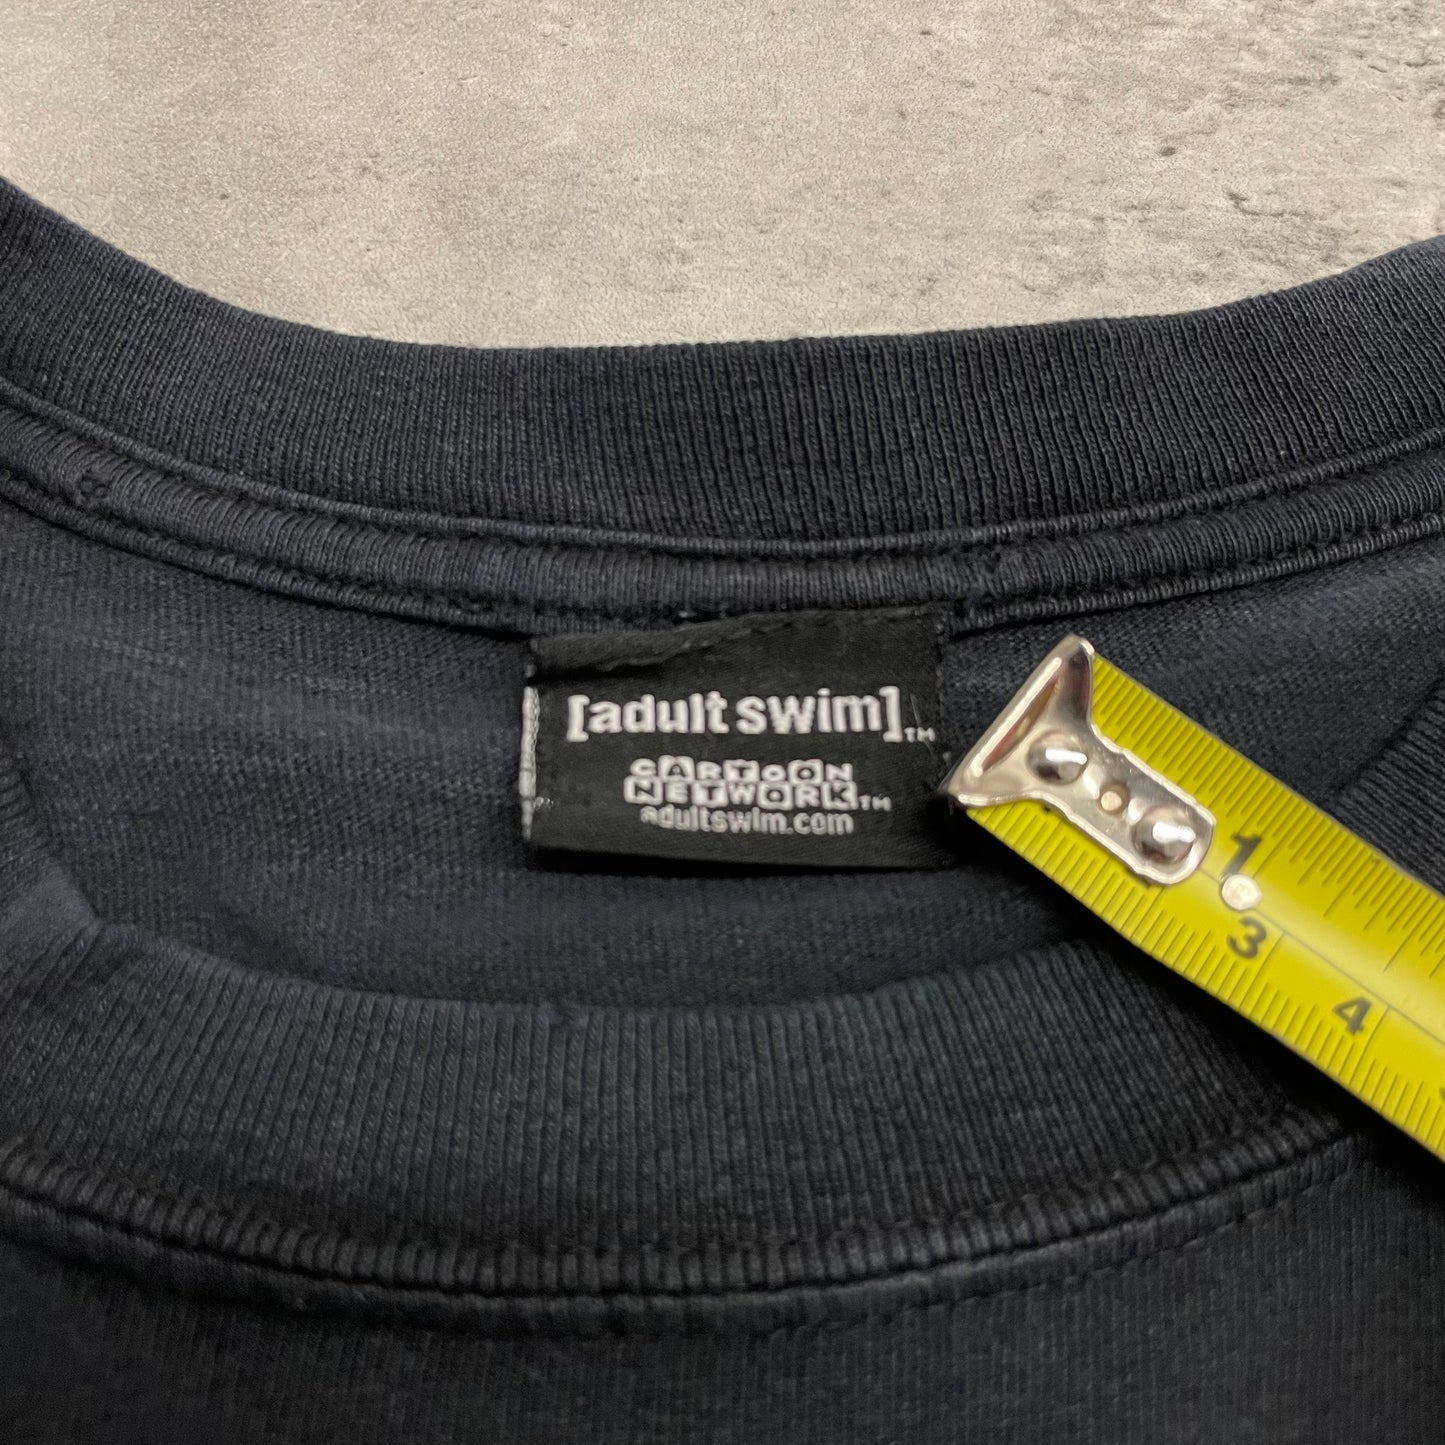 [adult swim]™
CARTOON
NETWORK™
adultswim.com
1
3
4